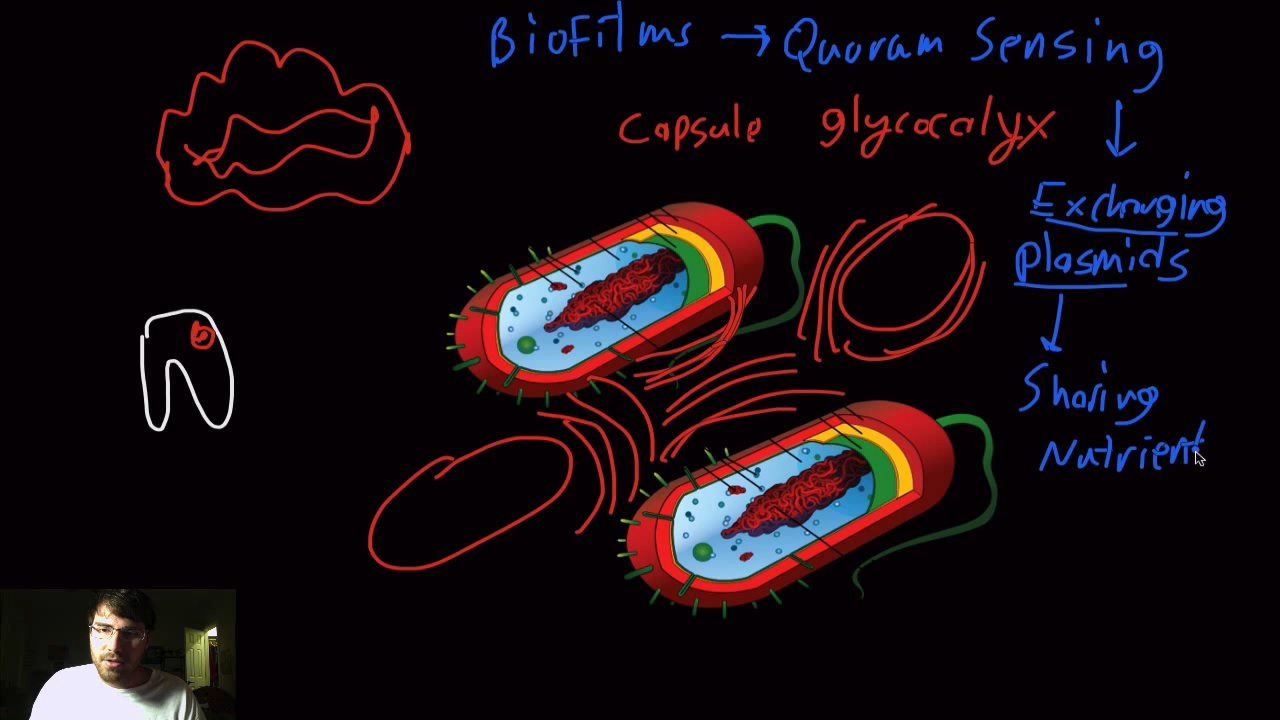 BioFilms → Quoram Sensing
capsule glycocalyx
Exchanging
plasmids
Sharing
Nutrient